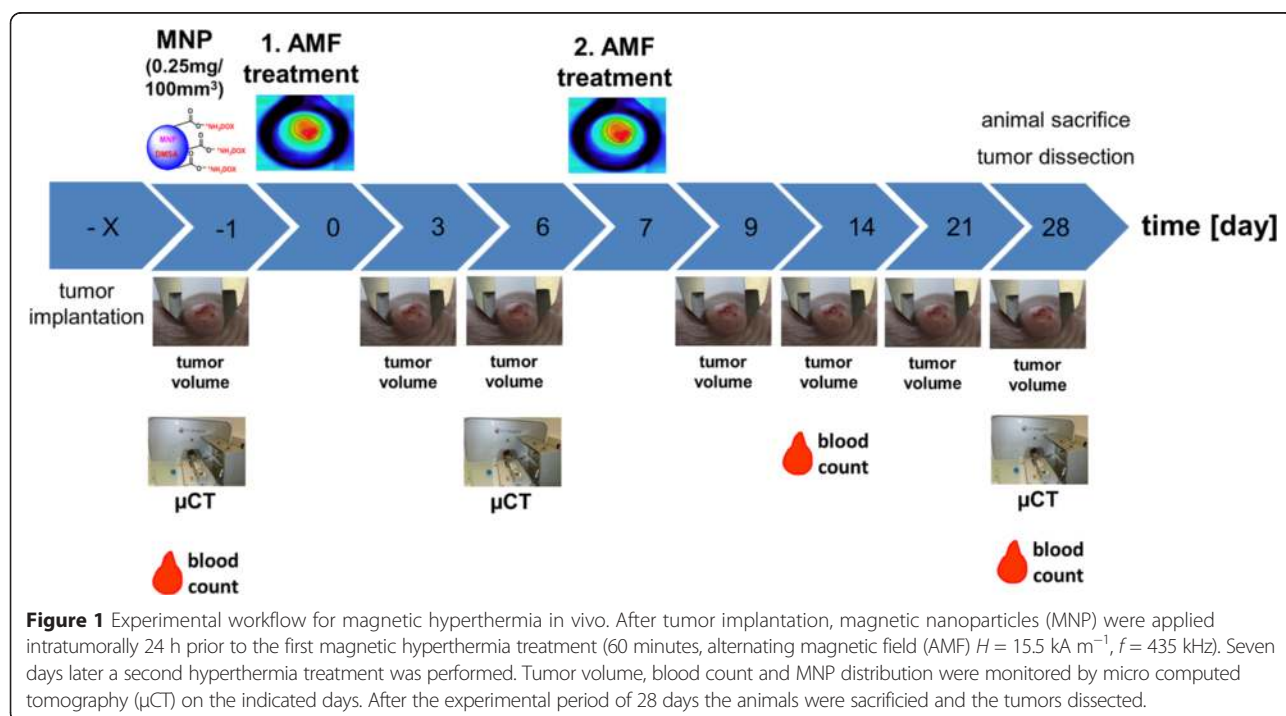 MNP
(0.25mg/
100mm³)
1. AMF
treatment
2. AMF
treatment
MNP
DMSA
O
O⁻ ⁺NH₃DOX
O
O⁻ ⁺NH₃DOX
O
O⁻ ⁺NH₃DOX
animal sacrifice
tumor dissection
- X
-1
0
3
6
7
9
14
21
28
time [day]
tumor
implantation
tumor
volume
tumor
volume
tumor
volume
tumor
volume
tumor
volume
tumor
volume
tumor
volume
µCT
µCT
blood
count
µCT
blood
count
blood
count
Figure 1 Experimental workflow for magnetic hyperthermia in vivo. After tumor implantation, magnetic nanoparticles (MNP) were applied
intratumorally 24 h prior to the first magnetic hyperthermia treatment (60 minutes, alternating magnetic field (AMF) H = 15.5 kA m⁻¹, f = 435 kHz). Seven
days later a second hyperthermia treatment was performed. Tumor volume, blood count and MNP distribution were monitored by micro computed
tomography (µCT) on the indicated days. After the experimental period of 28 days the animals were sacrificied and the tumors dissected.